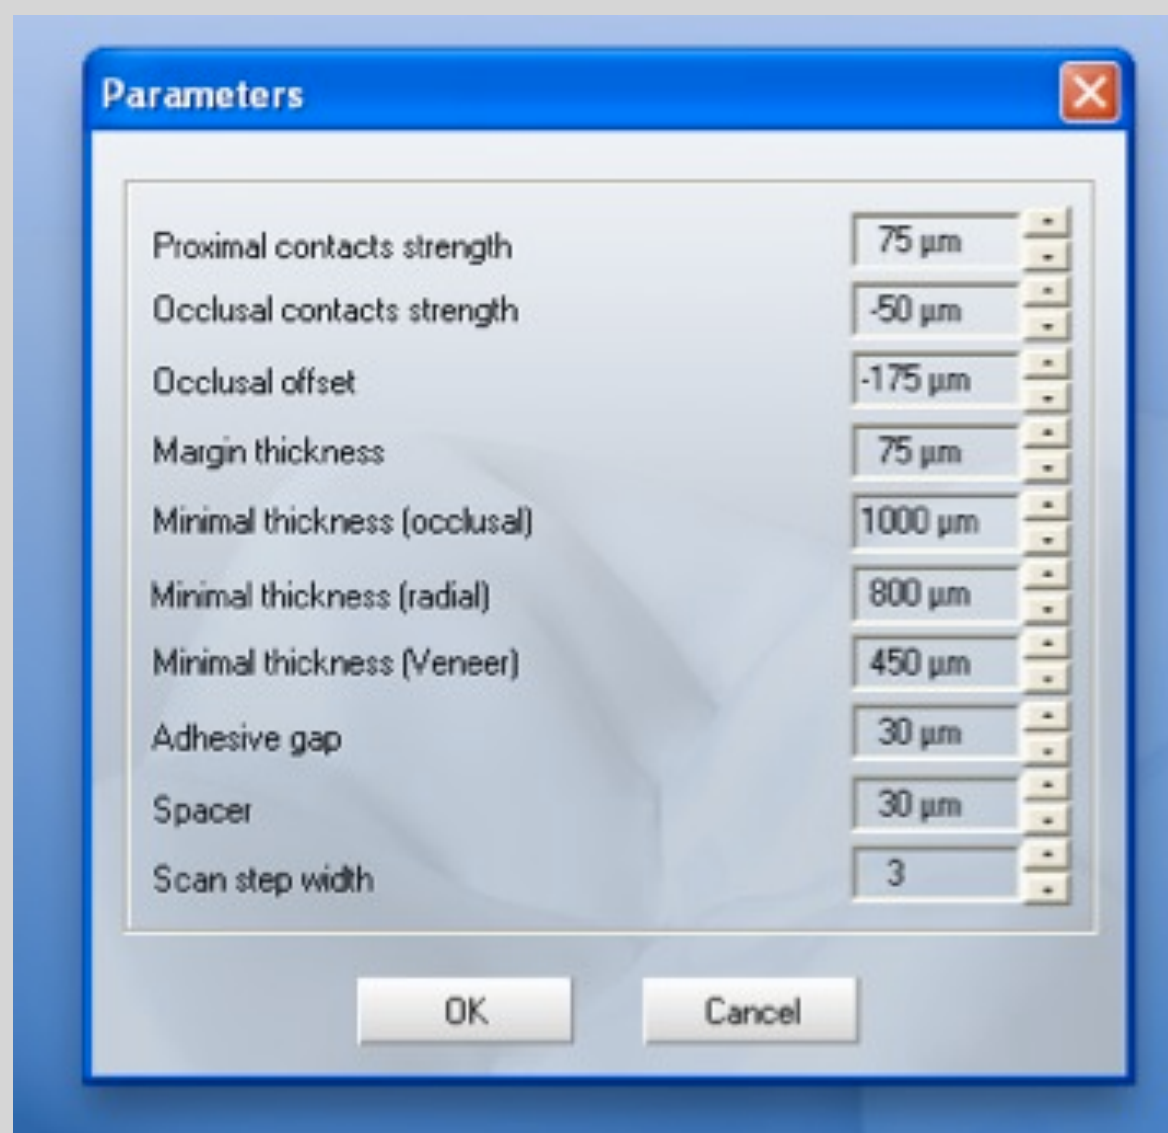 Parameters
Proximal contacts strength 75 µm
Occlusal contacts strength -50 µm
Occlusal offset -175 µm
Margin thickness 75 µm
Minimal thickness (occlusal) 1000 µm
Minimal thickness (radial) 800 µm
Minimal thickness (Veneer) 450 µm
Adhesive gap 30 µm
Spacer 30 µm
Scan step width 3
OK Cancel